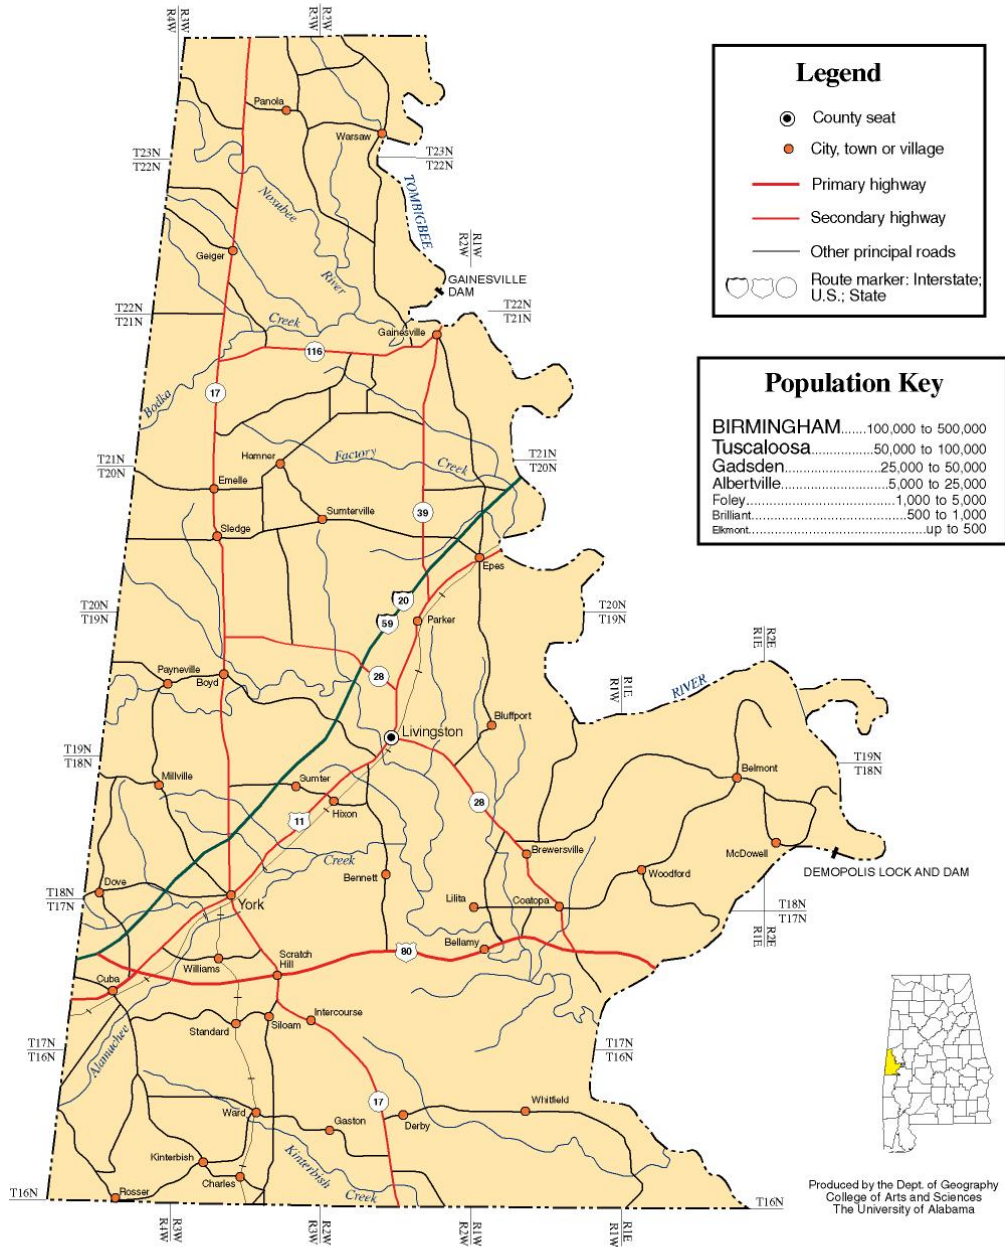 R3W
R4W
R2W
R3W
Legend
County seat
City, town or village
Primary highway
Secondary highway
Other principal roads
Route marker: Interstate;
U.S.; State
Panola
Warsaw
T23N
T22N
T23N
T22N
TOMBIGBEE
Noxubee
River
R1W
R2W
Geiger
GAINESVILLE
DAM
T22N
T21N
T22N
T21N
Creek
Gainesville
116
17
Bodka
Population Key
BIRMINGHAM.......100,000 to 500,000
Tuscaloosa..............50,000 to 100,000
Gadsden.........................25,000 to 50,000
Albertville.........................5,000 to 25,000
Foley....................................1,000 to 5,000
Brilliant....................................500 to 1,000
Elkmont...........................................up to 500
T21N
T20N
T21N
T20N
Hamner
Factory
Creek
Emelle
Sumterville
39
Sledge
Epes
20
59
T20N
T19N
T20N
T19N
Parker
R2E
R1E
Payneville
Boyd
28
RIVER
R1E
R1W
Bluffport
Livingston
T19N
T18N
T19N
T18N
Millville
Sumter
Hixon
28
Belmont
11
Creek
Brewersville
McDowell
DEMOPOLIS LOCK AND DAM
Dove
Bennett
Woodford
T18N
T17N
York
Lilita
Coatopa
T18N
T17N
R2E
R1E
Bellamy
80
Scratch
Hill
Williams
Cuba
Intercourse
Siloam
Standard
Alamuchee
T17N
T16N
T17N
T16N
17
Ward
Gaston
Derby
Whitfield
Kinterbish
Charles
Kinterbish
Creek
Rosser
T16N
T16N
R3W
R4W
R2W
R3W
R1W
R2W
R1E
R1W
Produced by the Dept. of Geography
College of Arts and Sciences
The University of Alabama